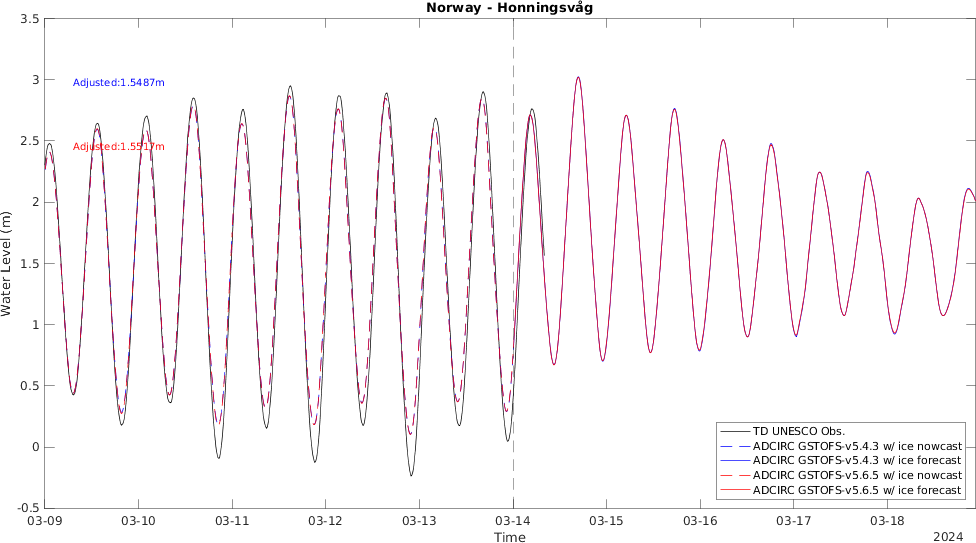 Norway - Honningsvåg
3.5
3
2.5
2
1.5
1
0.5
0
-0.5
Water Level (m)
Adjusted:1.5487m
Adjusted:1.5517m
TD UNESCO Obs.
ADCIRC GSTOFS-v5.4.3 w/ ice nowcast
ADCIRC GSTOFS-v5.4.3 w/ ice forecast
ADCIRC GSTOFS-v5.6.5 w/ ice nowcast
ADCIRC GSTOFS-v5.6.5 w/ ice forecast
03-09 03-10 03-11 03-12 03-13 03-14 03-15 03-16 03-17 03-18
Time
2024